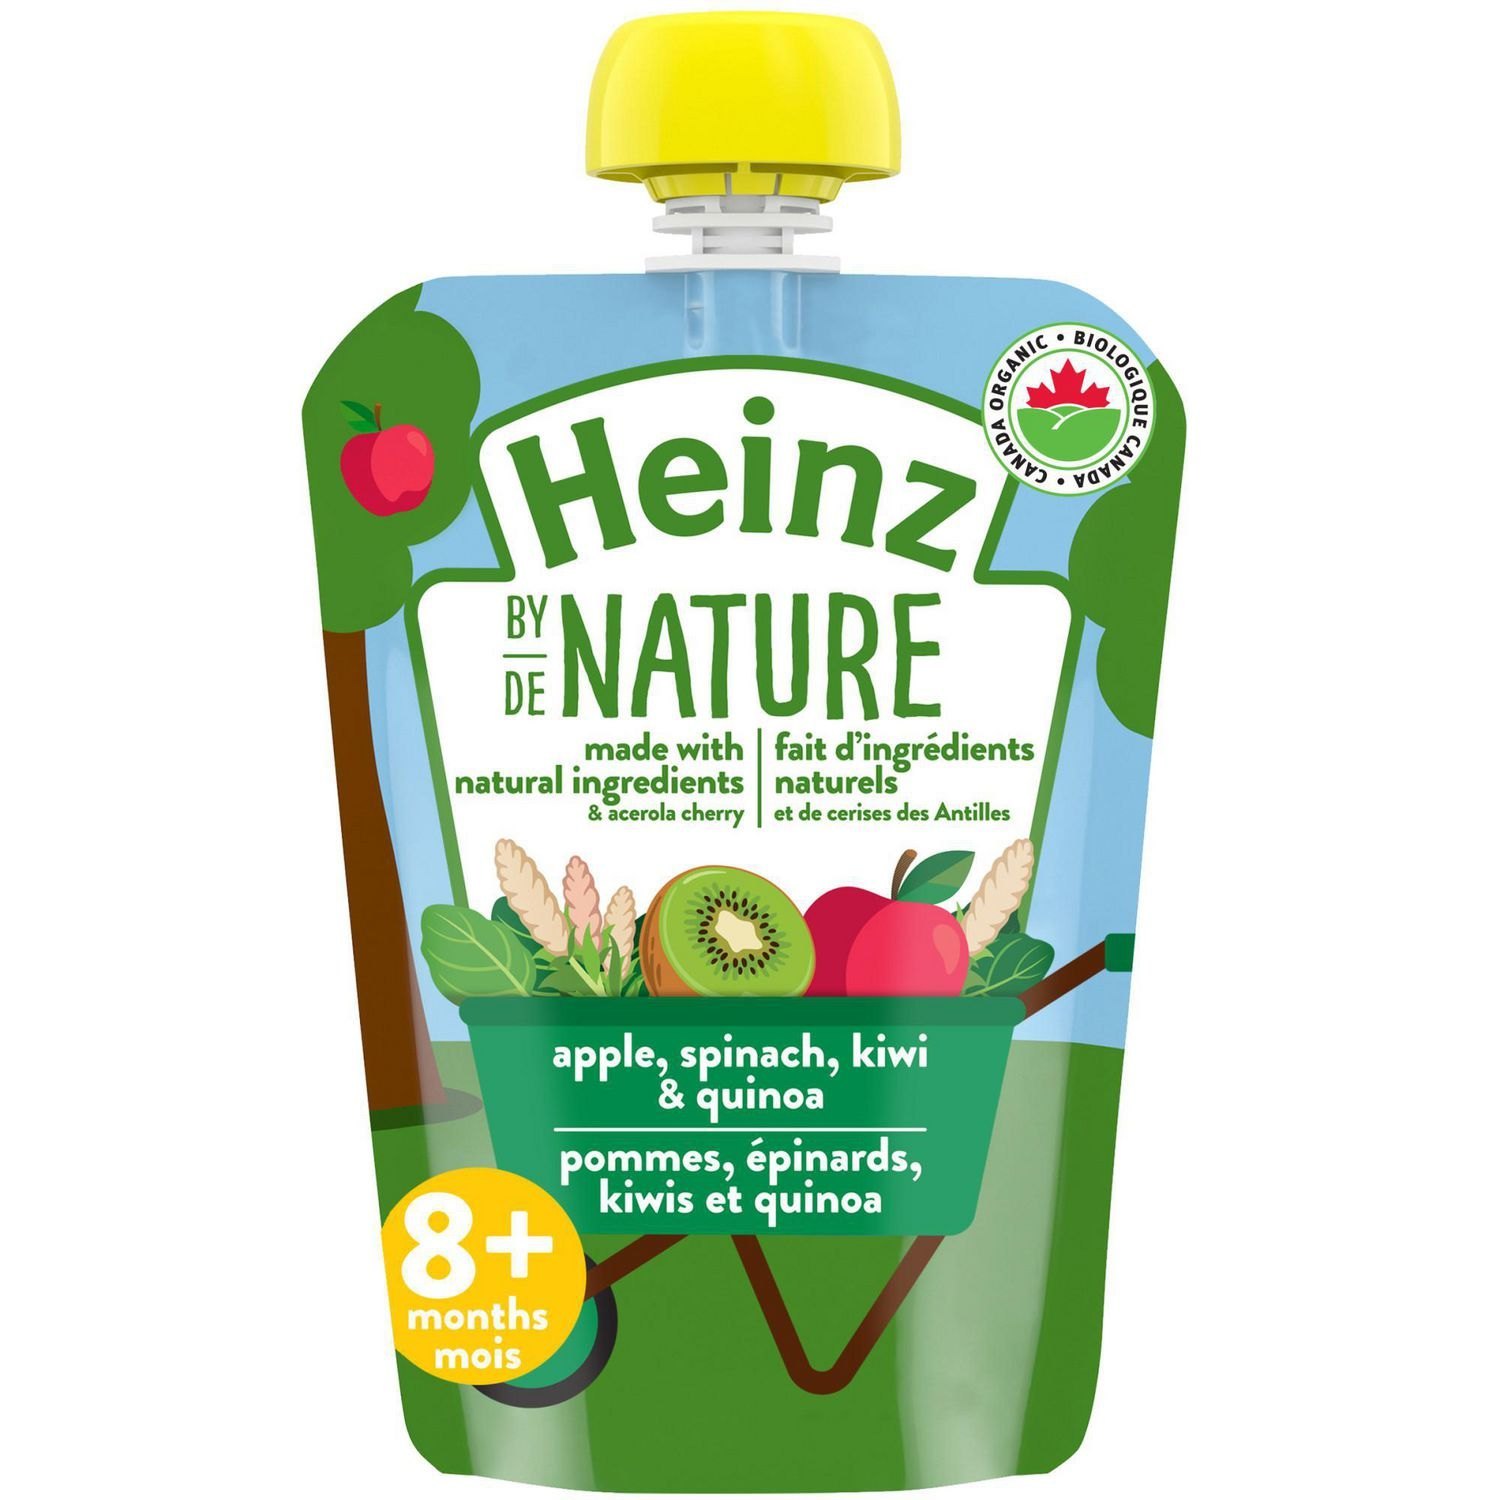 Heinz
CANADA ORGANIC • BIOLOGIQUE CANADA •
BY
DE
NATURE
made with
natural ingredients
& acerola cherry
fait d'ingrédients
naturels
et de cerises des Antilles
apple, spinach, kiwi
& quinoa
pommes, épinards,
kiwis et quinoa
8+
months
mois